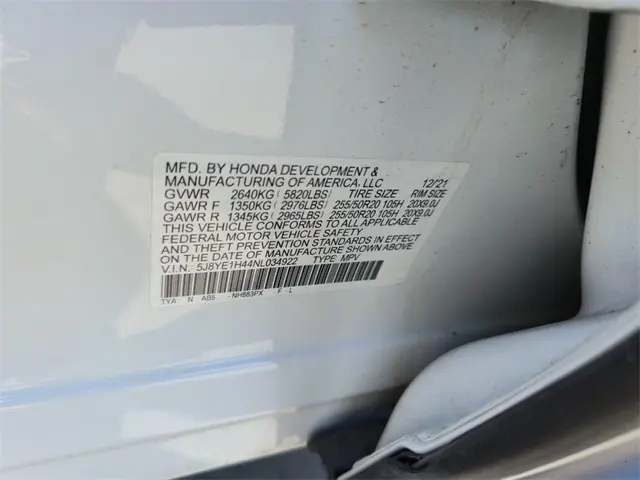 MFD. BY HONDA DEVELOPMENT &
MANUFACTURING OF AMERICA, LLC 12/21
GVWR 2640KG (5820LBS) TIRE SIZE RIM SIZE
GAWR F 1350KG (2976LBS) 255/50R20 105H 20X9.0J
GAWR R 1345KG (2965LBS) 255/50R20 105H 20X9.0J
THIS VEHICLE CONFORMS TO ALL APPLICABLE
FEDERAL MOTOR VEHICLE SAFETY
AND THEFT PREVENTION STANDARDS IN EFFECT
ON THE DATE OF MANUFACTURE SHOWN ABOVE
V.I.N. 5J8YE1H44NL034922 TYPE: MPV
TYA N AB5 - NH883PX - F - L